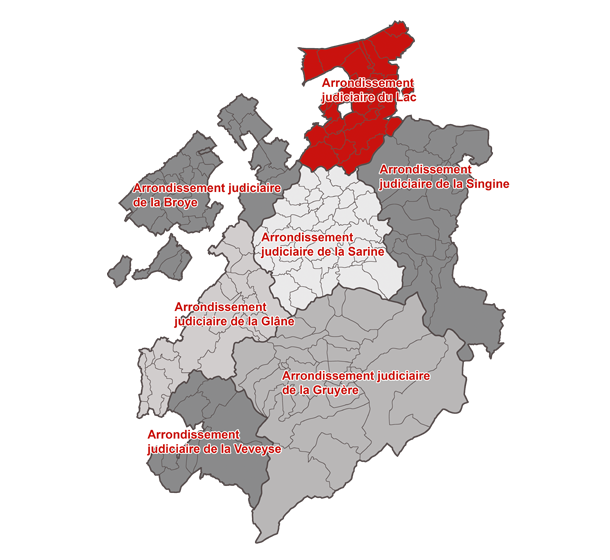 Arrondissement
judiciaire du Lac
Arrondissement
judiciaire de la Singine
Arrondissement judiciaire
de la Broye
Arrondissement
judiciaire de la Sarine
Arrondissement
judiciaire de la Glâne
Arrondissement judiciaire
de la Gruyère
Arrondissement
judiciaire de la Veveyse